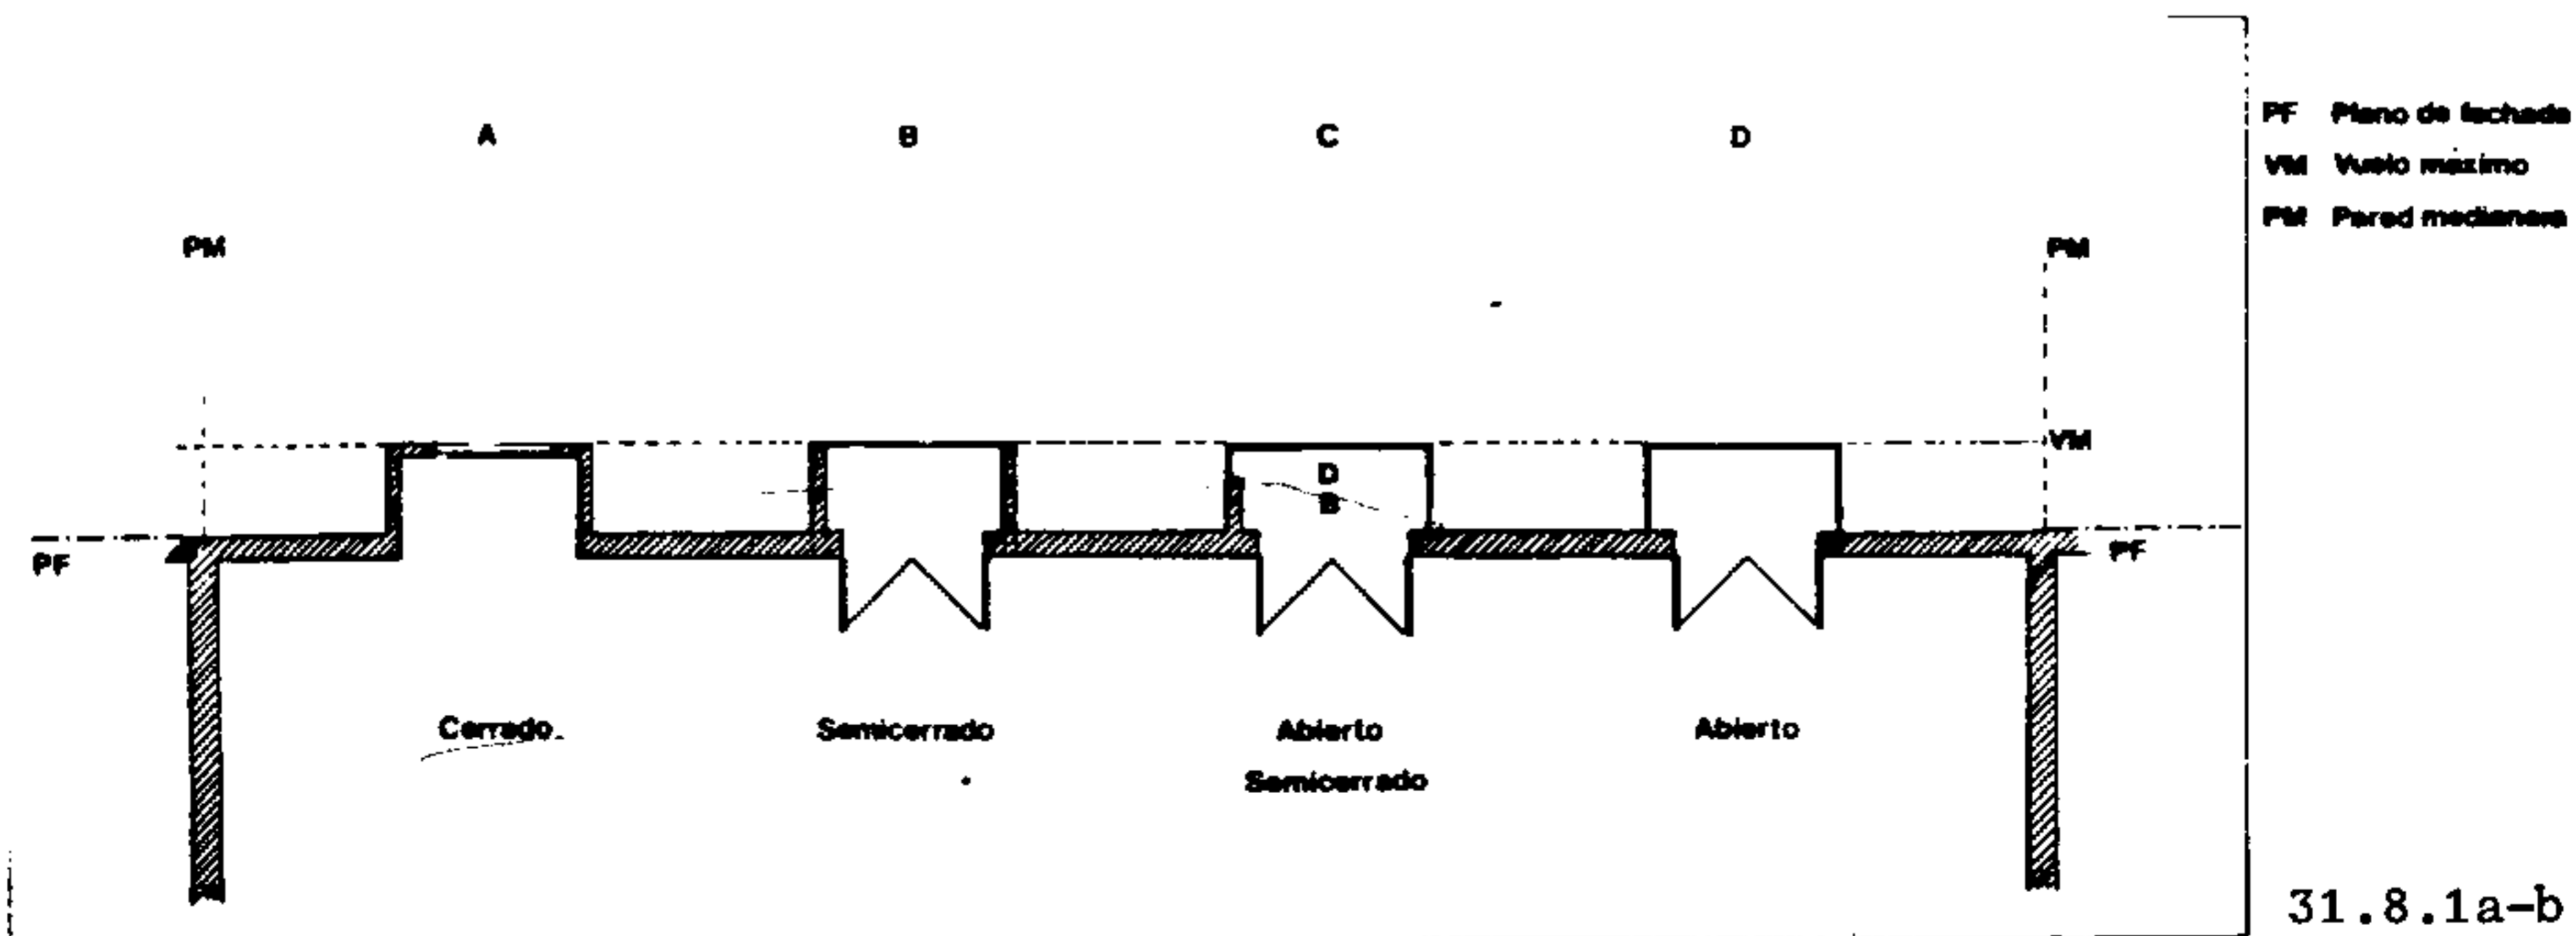 A B C D
PF Plano de fachada
VM Vuelo máximo
PM Pared medianera
PM PM
VM
D
B
PF PF
Cerrado Semicerrado Abierto Abierto
Semicerrado
31.8.1a-b